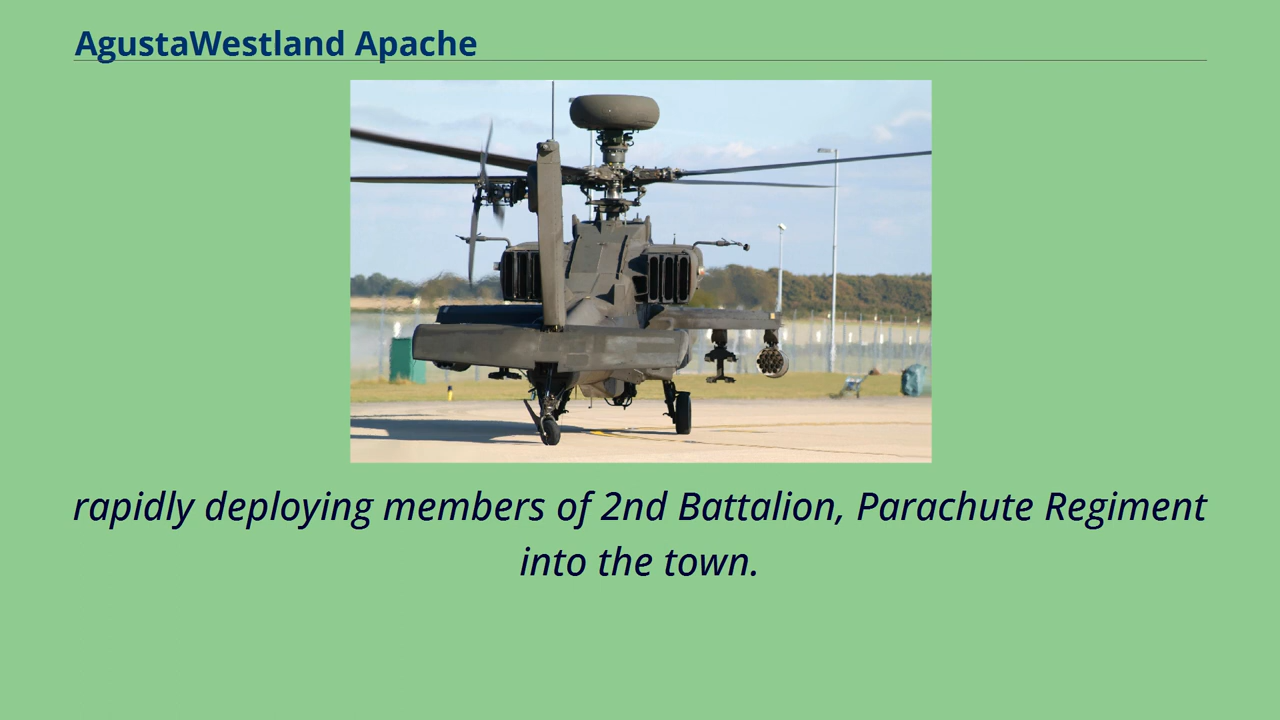 AgustaWestland Apache
rapidly deploying members of 2nd Battalion, Parachute Regiment
into the town.